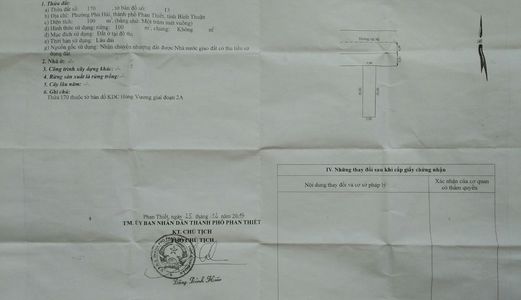 1. Thửa đất:
a) Thửa đất số: 170 , tờ bản đồ số: 13
b) Địa chỉ: Phường Phú Hài, thành phố Phan Thiết, tỉnh Bình Thuận
c) Diện tích: 100 m², (bằng chữ: Một trăm mét vuông)
d) Hình thức sử dụng: riêng: 100 m², chung: Không m²
đ) Mục đích sử dụng: Đất ở tại đô thị
e) Thời hạn sử dụng: Lâu dài
g) Nguồn gốc sử dụng: Nhận chuyển nhượng đất được Nhà nước giao đất có thu tiền sử dụng đất.
2. Nhà ở: -/-
3. Công trình xây dựng khác: -/-
4. Rừng sản xuất là rừng trồng: -/-
5. Cây lâu năm: -/-
6. Ghi chú:
Thửa 170 thuộc tờ bản đồ KDC Hùng Vương giai đoạn 2A
Phan Thiết, ngày 25 tháng
TM. ỦY BAN NHÂN DÂN THÀNH PHỐ PHAN THIẾT
KT. CHỦ TỊCH
PHÓ CHỦ TỊCH
IV. Những thay đổi sau khi cấp giấy chứng nhận
Nội dung thay đổi và cơ sở pháp lý
Xác nhận của cơ quan
có thẩm quyền